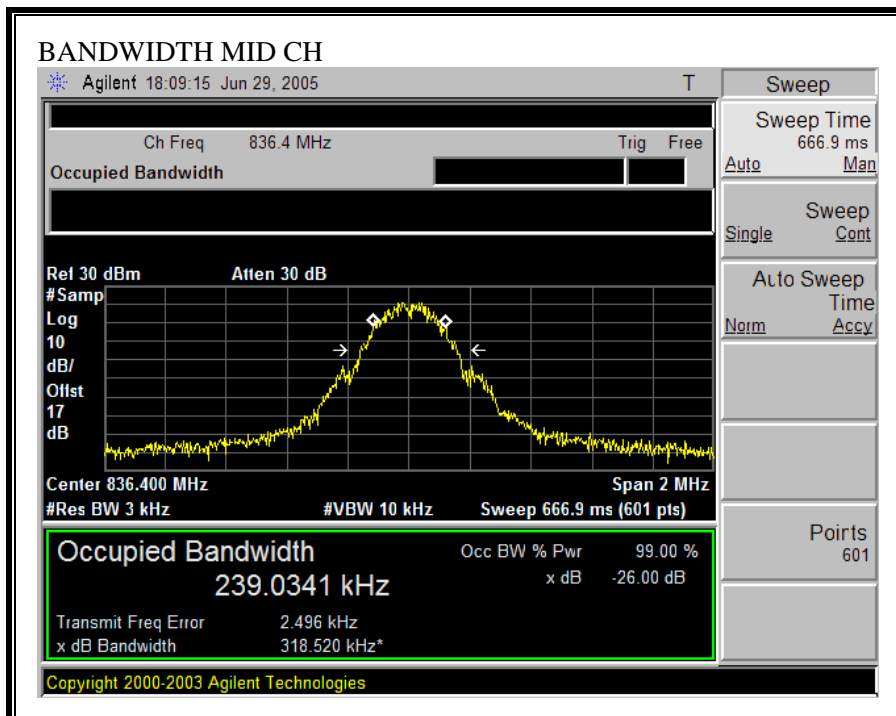 BANDWIDTH MID CH
Agilent 18:09:15 Jun 29, 2005 T
Ch Freq 836.4 MHz Trig Free
Occupied Bandwidth
Ref 30 dBm Atten 30 dB
#Samp
Log
10
dB/
Offst
17
dB
Center 836.400 MHz Span 2 MHz
#Res BW 3 kHz #VBW 10 kHz Sweep 666.9 ms (601 pts)
Occupied Bandwidth
239.0341 kHz
Occ BW % Pwr 99.00 %
x dB -26.00 dB
Transmit Freq Error 2.496 kHz
x dB Bandwidth 318.520 kHz*
Copyright 2000-2003 Agilent Technologies
Sweep
Sweep Time
666.9 ms
Auto Man
Sweep
Single Cont
Auto Sweep
Time
Norm Accy
Points
601